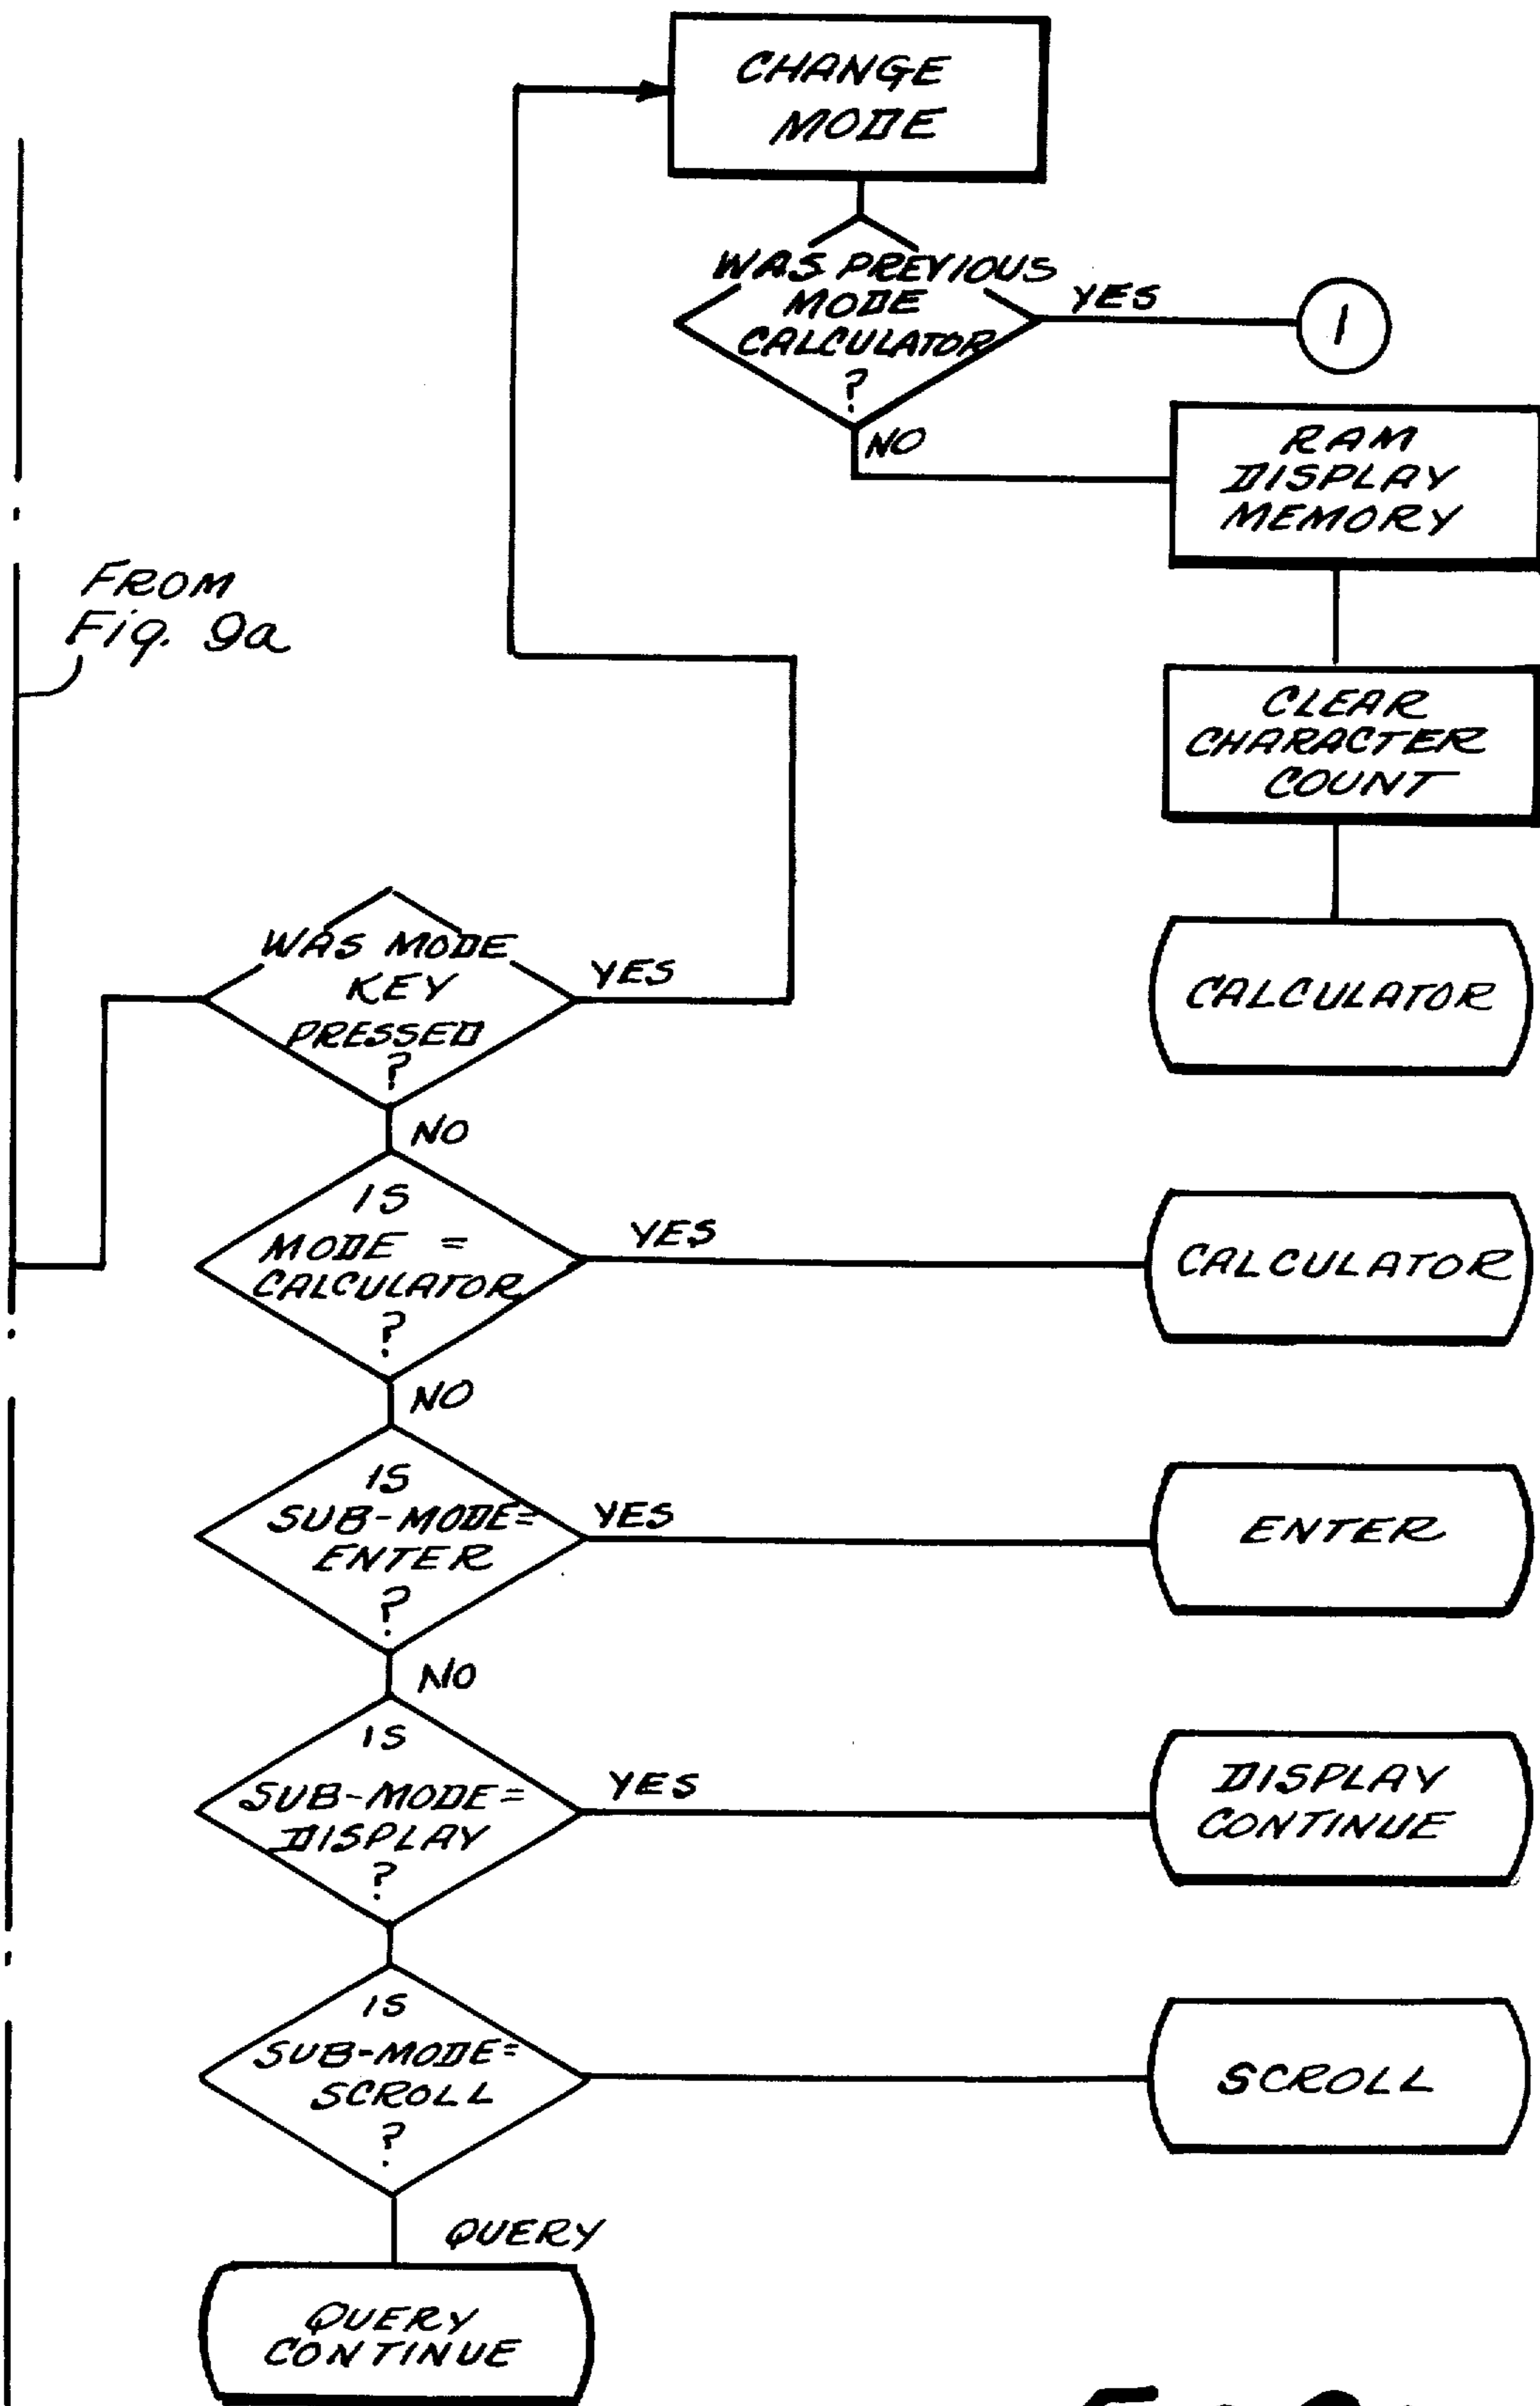 CHANGE
MODE
WAS PREVIOUS
MODE
CALCULATOR
?
YES
1
NO
RAM
DISPLAY
MEMORY
FROM
Fig. 9a
CLEAR
CHARACTER
COUNT
CALCULATOR
WAS MODE
KEY
PRESSED
?
YES
NO
IS
MODE =
CALCULATOR
?
YES
CALCULATOR
NO
IS
SUB-MODE=
ENTER
?
YES
ENTER
NO
IS
SUB-MODE=
DISPLAY
?
YES
DISPLAY
CONTINUE
IS
SUB-MODE=
SCROLL
?
SCROLL
QUERY
QUERY
CONTINUE